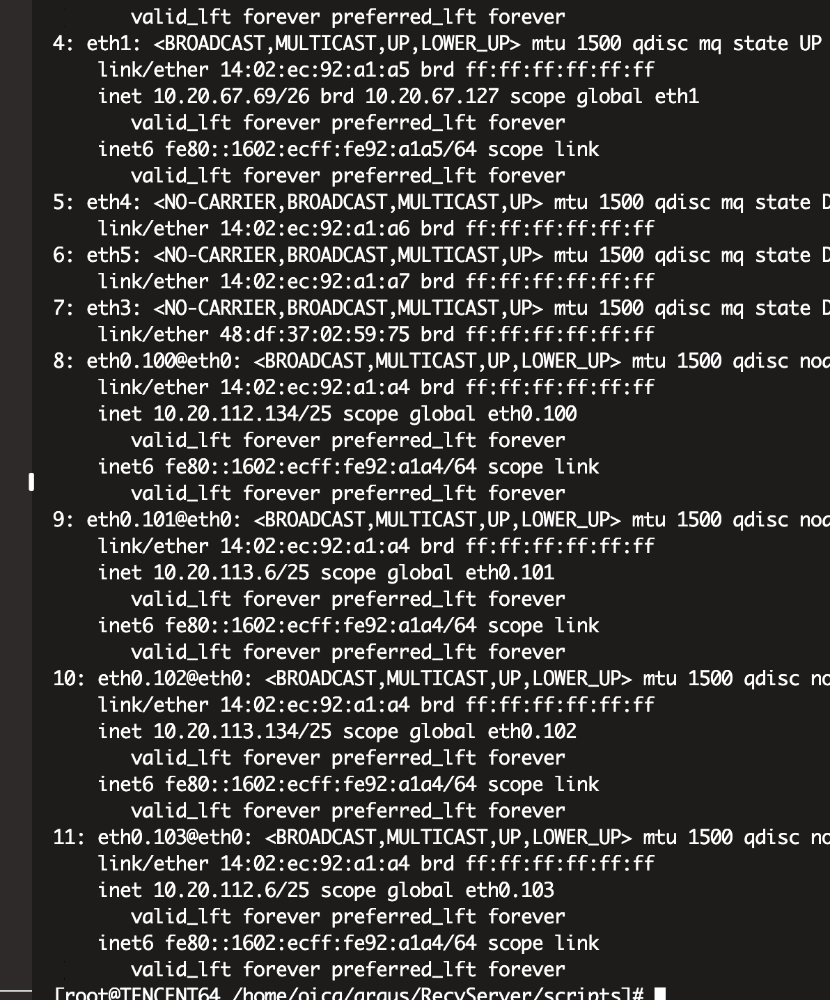 valid_lft forever preferred_lft forever
4: eth1: <BROADCAST,MULTICAST,UP,LOWER_UP> mtu 1500 qdisc mq state UP
link/ether 14:02:ec:92:a1:a5 brd ff:ff:ff:ff:ff:ff
inet 10.20.67.69/26 brd 10.20.67.127 scope global eth1
valid_lft forever preferred_lft forever
inet6 fe80::1602:ecff:fe92:a1a5/64 scope link
valid_lft forever preferred_lft forever
5: eth4: <NO-CARRIER,BROADCAST,MULTICAST,UP> mtu 1500 qdisc mq state D
link/ether 14:02:ec:92:a1:a6 brd ff:ff:ff:ff:ff:ff
6: eth5: <NO-CARRIER,BROADCAST,MULTICAST,UP> mtu 1500 qdisc mq state D
link/ether 14:02:ec:92:a1:a7 brd ff:ff:ff:ff:ff:ff
7: eth3: <NO-CARRIER,BROADCAST,MULTICAST,UP> mtu 1500 qdisc mq state D
link/ether 48:df:37:02:59:75 brd ff:ff:ff:ff:ff:ff
8: eth0.100@eth0: <BROADCAST,MULTICAST,UP,LOWER_UP> mtu 1500 qdisc noq
link/ether 14:02:ec:92:a1:a4 brd ff:ff:ff:ff:ff:ff
inet 10.20.112.134/25 scope global eth0.100
valid_lft forever preferred_lft forever
inet6 fe80::1602:ecff:fe92:a1a4/64 scope link
valid_lft forever preferred_lft forever
9: eth0.101@eth0: <BROADCAST,MULTICAST,UP,LOWER_UP> mtu 1500 qdisc noq
link/ether 14:02:ec:92:a1:a4 brd ff:ff:ff:ff:ff:ff
inet 10.20.113.6/25 scope global eth0.101
valid_lft forever preferred_lft forever
inet6 fe80::1602:ecff:fe92:a1a4/64 scope link
valid_lft forever preferred_lft forever
10: eth0.102@eth0: <BROADCAST,MULTICAST,UP,LOWER_UP> mtu 1500 qdisc no
link/ether 14:02:ec:92:a1:a4 brd ff:ff:ff:ff:ff:ff
inet 10.20.113.134/25 scope global eth0.102
valid_lft forever preferred_lft forever
inet6 fe80::1602:ecff:fe92:a1a4/64 scope link
valid_lft forever preferred_lft forever
11: eth0.103@eth0: <BROADCAST,MULTICAST,UP,LOWER_UP> mtu 1500 qdisc no
link/ether 14:02:ec:92:a1:a4 brd ff:ff:ff:ff:ff:ff
inet 10.20.112.6/25 scope global eth0.103
valid_lft forever preferred_lft forever
inet6 fe80::1602:ecff:fe92:a1a4/64 scope link
valid_lft forever preferred_lft forever
[root@TENCENT64 /home/oica/argus/RecvServer/scripts]#